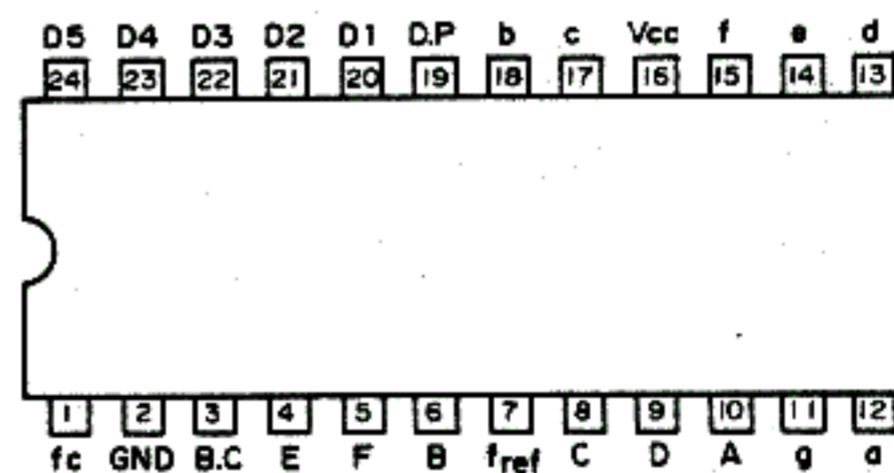 D5 D4 D3 D2 D1 D.P b c Vcc f e d
24 23 22 21 20 19 18 17 16 15 14 13
1 2 3 4 5 6 7 8 9 10 11 12
fc GND B.C E F B fref C D A g a